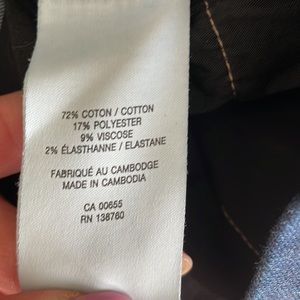 72% COTON / COTTON
17% POLYESTER
9% VISCOSE
2% ÉLASTHANNE / ELASTANE
FABRIQUÉ AU CAMBODGE
MADE IN CAMBODIA
CA 00655
RN 138760